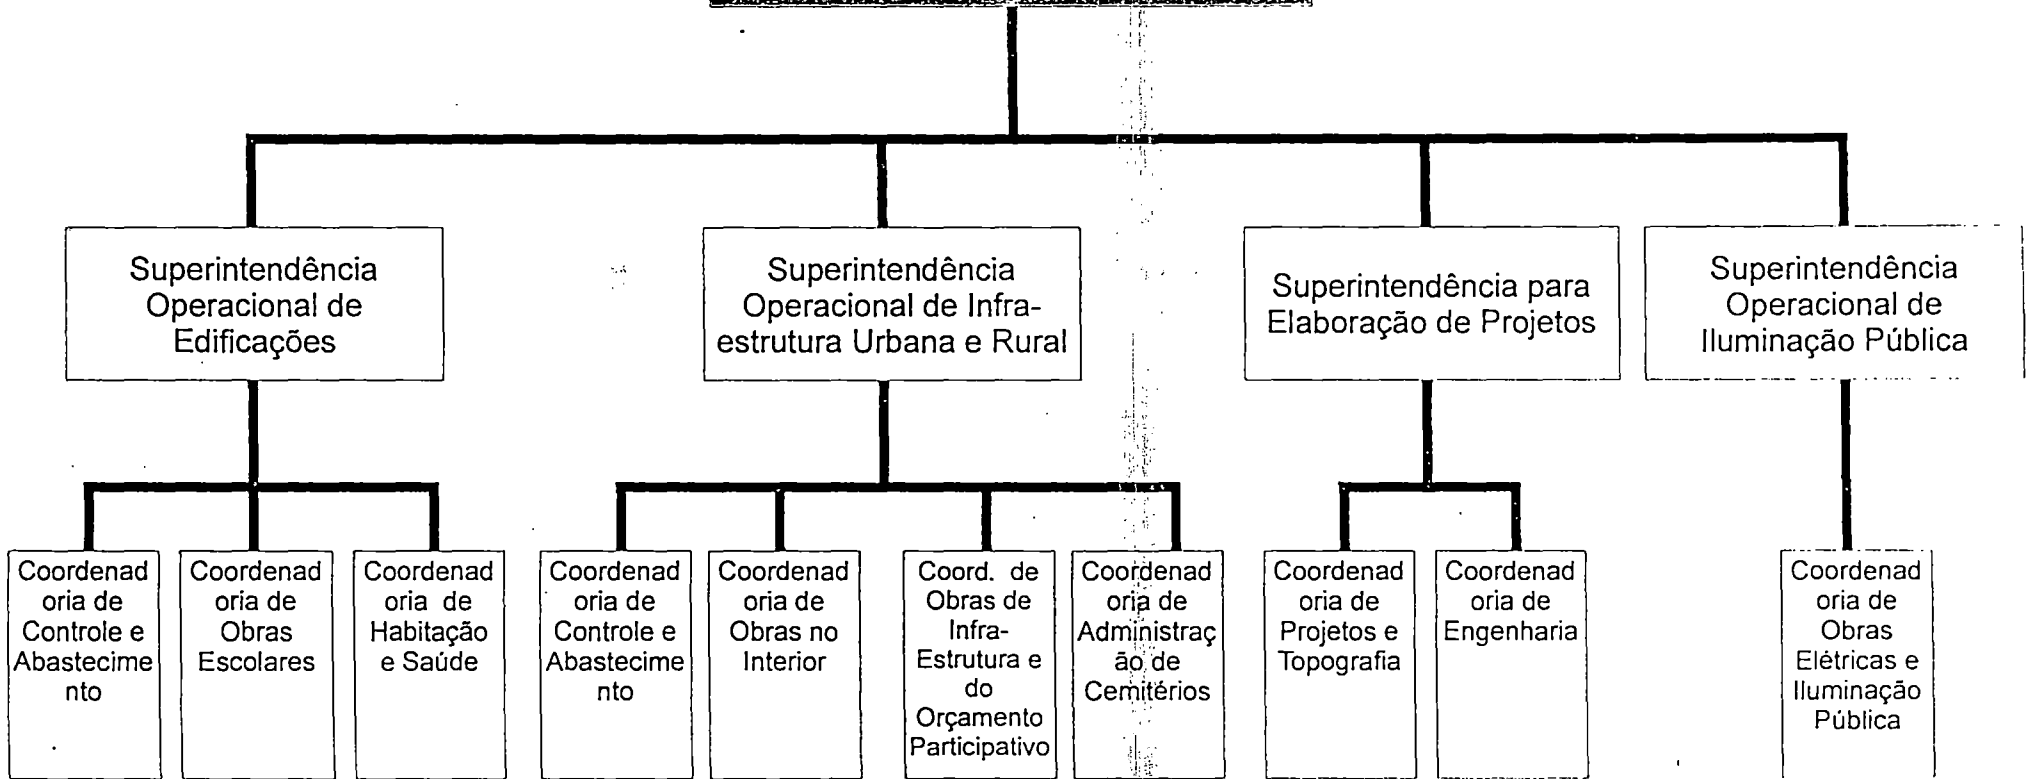 Superintendência
Operacional de
Edificações
Superintendência
Operacional de Infra-
estrutura Urbana e Rural
Superintendência para
Elaboração de Projetos
Superintendência
Operacional de
Iluminação Pública
Coordenad
oria de
Controle e
Abastecime
nto
Coordenad
oria de
Obras
Escolares
Coordenad
oria de
Habitação
e Saúde
Coordenad
oria de
Controle e
Abastecime
nto
Coordenad
oria de
Obras no
Interior
Coord. de
Obras de
Infra-
Estrutura e
do
Orçamento
Participativo
Coordenad
oria de
Administraç
ão de
Cemitérios
Coordenad
oria de
Projetos e
Topografia
Coordenad
oria de
Engenharia
Coordenad
oria de
Obras
Elétricas e
Iluminação
Pública